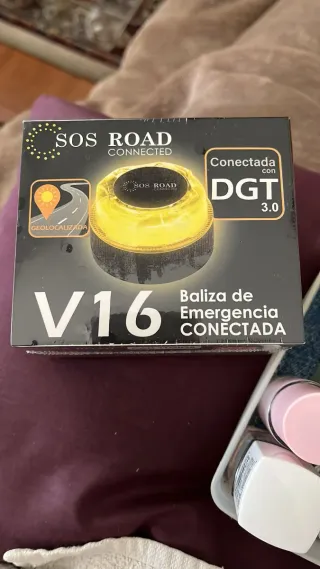 SOS ROAD
CONNECTED
Conectada
con
DGT
3.0
SOS ROAD
GEOLOCALIZADA
V16
Baliza de
Emergencia
CONECTADA